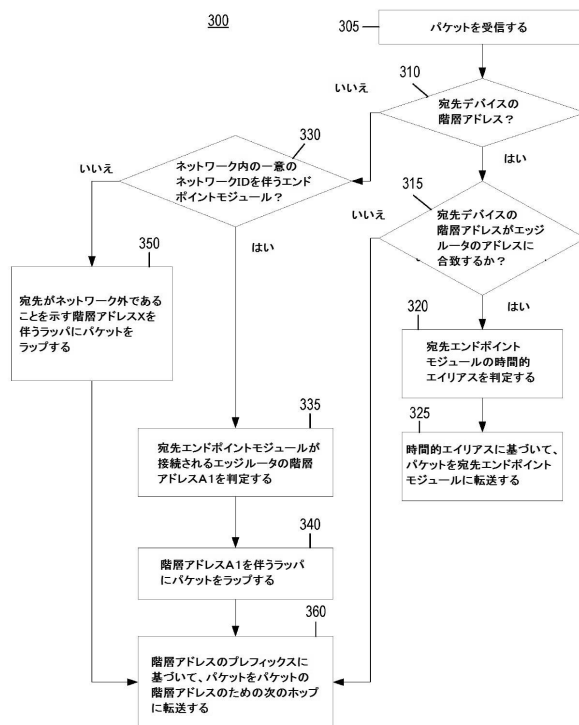 300
305
パケットを受信する
310
いいえ
宛先デバイスの
階層アドレス？
はい
330
いいえ
ネットワーク内の一意の
ネットワークIDを伴うエンド
ポイントモジュール？
はい
315
いいえ
宛先デバイスの
階層アドレスがエッジ
ルータのアドレスに
合致するか？
はい
350
宛先がネットワーク外である
ことを示す階層アドレスXを
伴うラッパにパケットを
ラップする
320
宛先エンドポイント
モジュールの時間的
エイリアスを判定する
325
時間的エイリアスに基づいて、
パケットを宛先エンドポイント
モジュールに転送する
335
宛先エンドポイントモジュールが
接続されるエッジルータの階層
アドレスA1を判定する
340
階層アドレスA1を伴うラッパ
にパケットをラップする
360
階層アドレスのプレフィックスに
基づいて、パケットをパケットの
階層アドレスのための次のホップ
に転送する